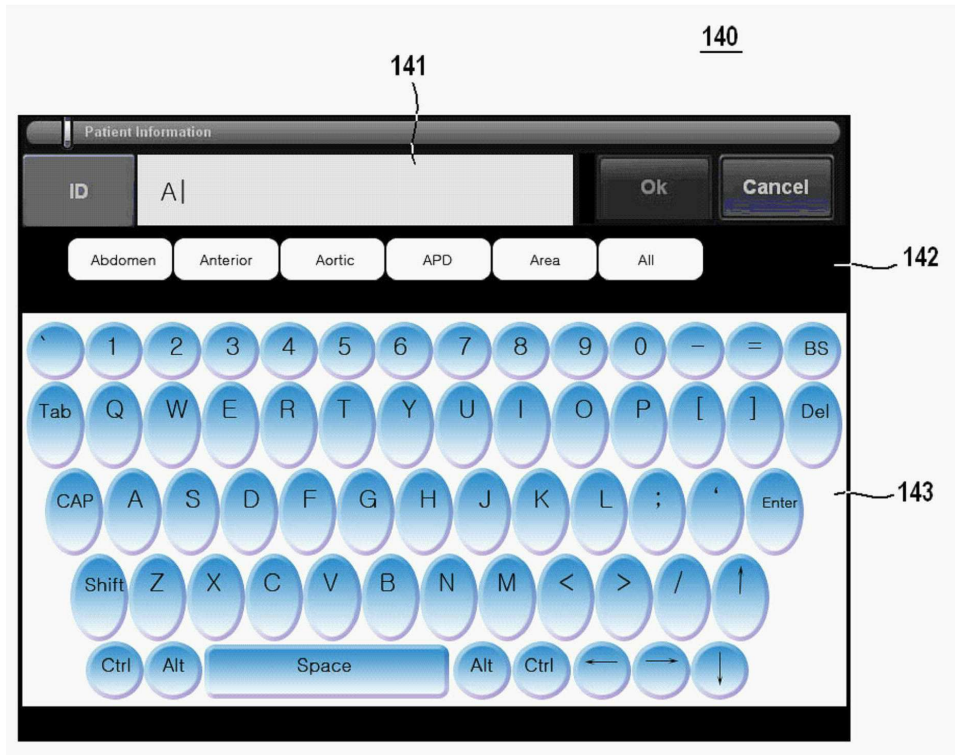 140
141
Patient Information
ID A| Ok Cancel
Abdomen Anterior Aortic APD Area All
142
` 1 2 3 4 5 6 7 8 9 0 - = BS
Tab Q W E R T Y U I O P [ ] Del
CAP A S D F G H J K L ; ‘ Enter
143
Shift Z X C V B N M < > / ↑
Ctrl Alt Space Alt Ctrl ← → ↓